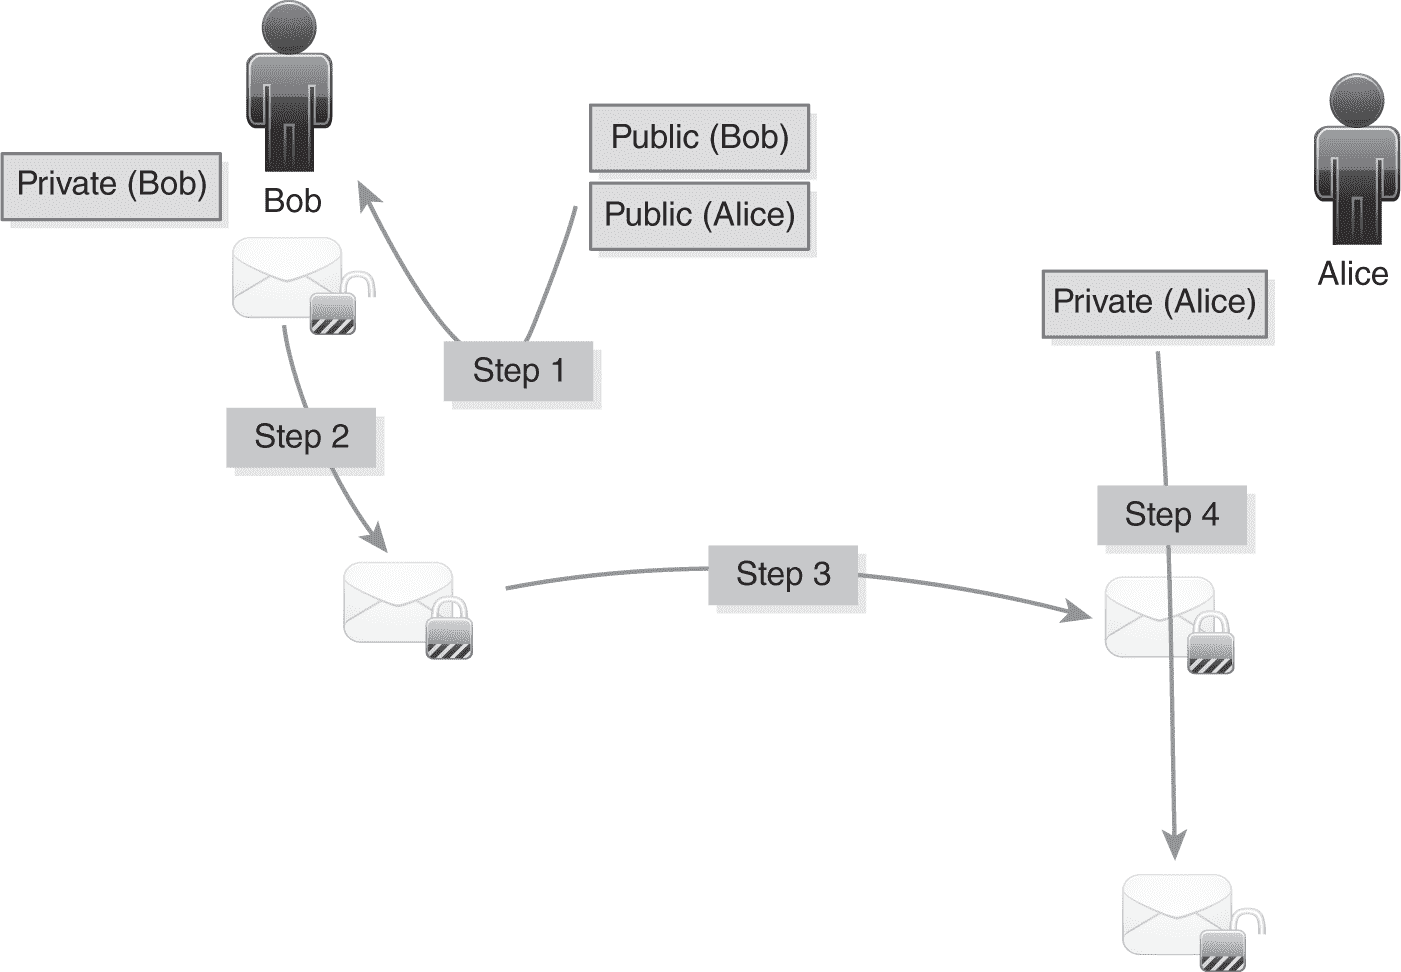 Public (Bob)
Private (Bob)
Bob
Public (Alice)
Alice
Private (Alice)
Step 1
Step 2
Step 4
Step 3